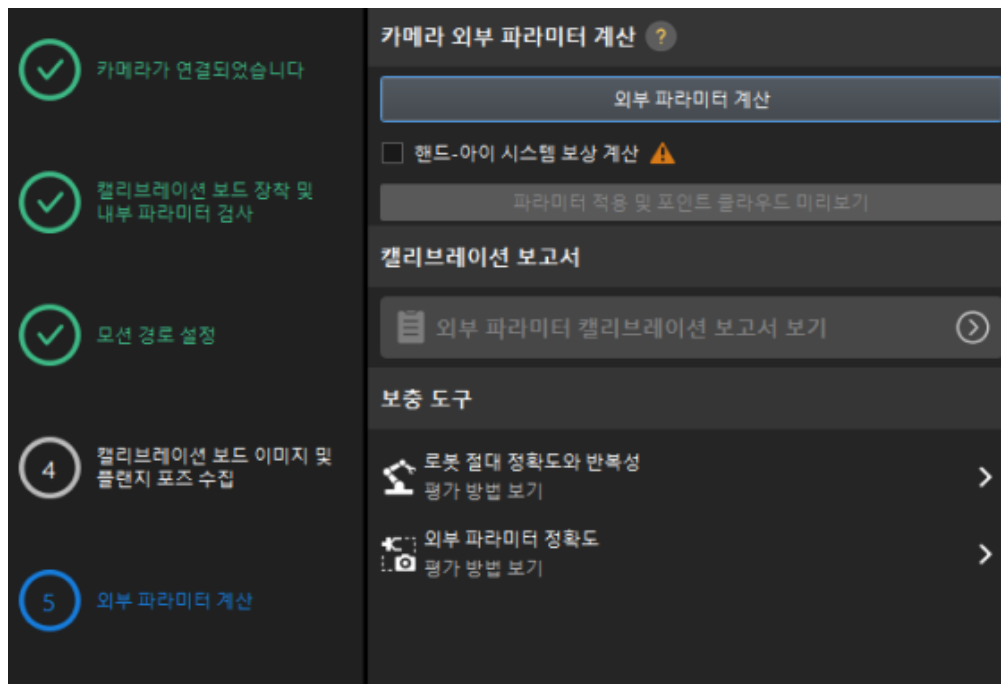 카메라가 연결되었습니다
캘리브레이션 보드 장착 및
내부 파라미터 검사
모션 경로 설정
4
캘리브레이션 보드 이미지 및
플랜지 포즈 수집
5
외부 파라미터 계산
카메라 외부 파라미터 계산 ?
외부 파라미터 계산
핸드-아이 시스템 보상 계산
파라미터 적용 및 포인트 클라우드 미리보기
캘리브레이션 보고서
외부 파라미터 캘리브레이션 보고서 보기
보충 도구
로봇 절대 정확도와 반복성
평가 방법 보기
외부 파라미터 정확도
평가 방법 보기